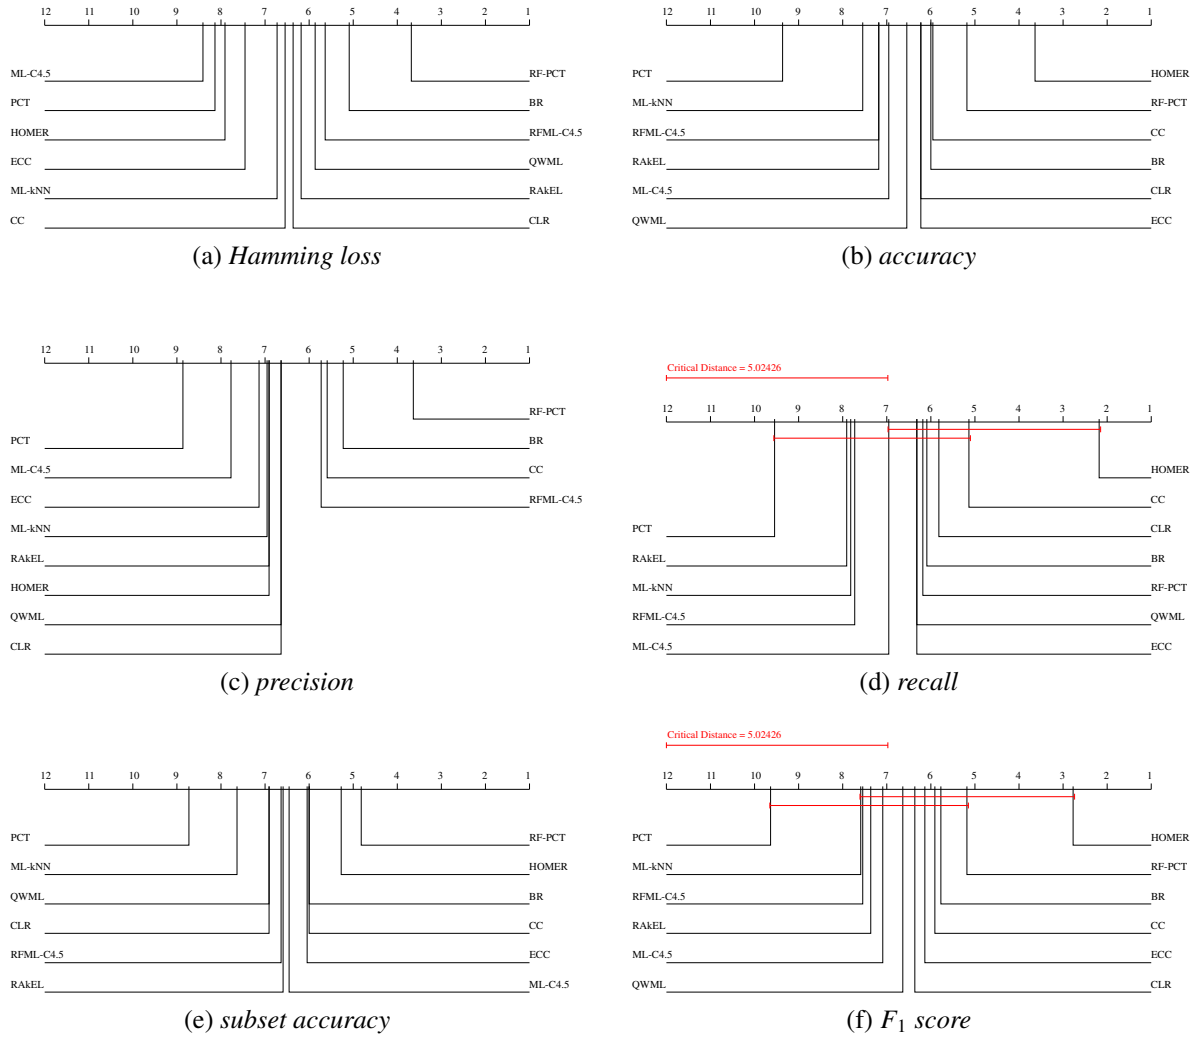 12 11 10 9 8 7 6 5 4 3 2 1
ML-C4.5 RF-PCT
PCT BR
HOMER RFML-C4.5
ECC QWML
ML-kNN RAkEL
CC CLR
(a) Hamming loss
12 11 10 9 8 7 6 5 4 3 2 1
PCT HOMER
ML-kNN RF-PCT
RFML-C4.5 CC
RAkEL BR
ML-C4.5 CLR
QWML ECC
(b) accuracy
12 11 10 9 8 7 6 5 4 3 2 1
RF-PCT
PCT BR
ML-C4.5 CC
ECC RFML-C4.5
ML-kNN
RAkEL
HOMER
QWML
CLR
(c) precision
Critical Distance = 5.02426
12 11 10 9 8 7 6 5 4 3 2 1
HOMER
CC
PCT CLR
RAkEL BR
ML-kNN RF-PCT
RFML-C4.5 QWML
ML-C4.5 ECC
(d) recall
12 11 10 9 8 7 6 5 4 3 2 1
PCT RF-PCT
ML-kNN HOMER
QWML BR
CLR CC
RFML-C4.5 ECC
RAkEL ML-C4.5
(e) subset accuracy
Critical Distance = 5.02426
12 11 10 9 8 7 6 5 4 3 2 1
PCT HOMER
ML-kNN RF-PCT
RFML-C4.5 BR
RAkEL CC
ML-C4.5 ECC
QWML CLR
(f) F1 score